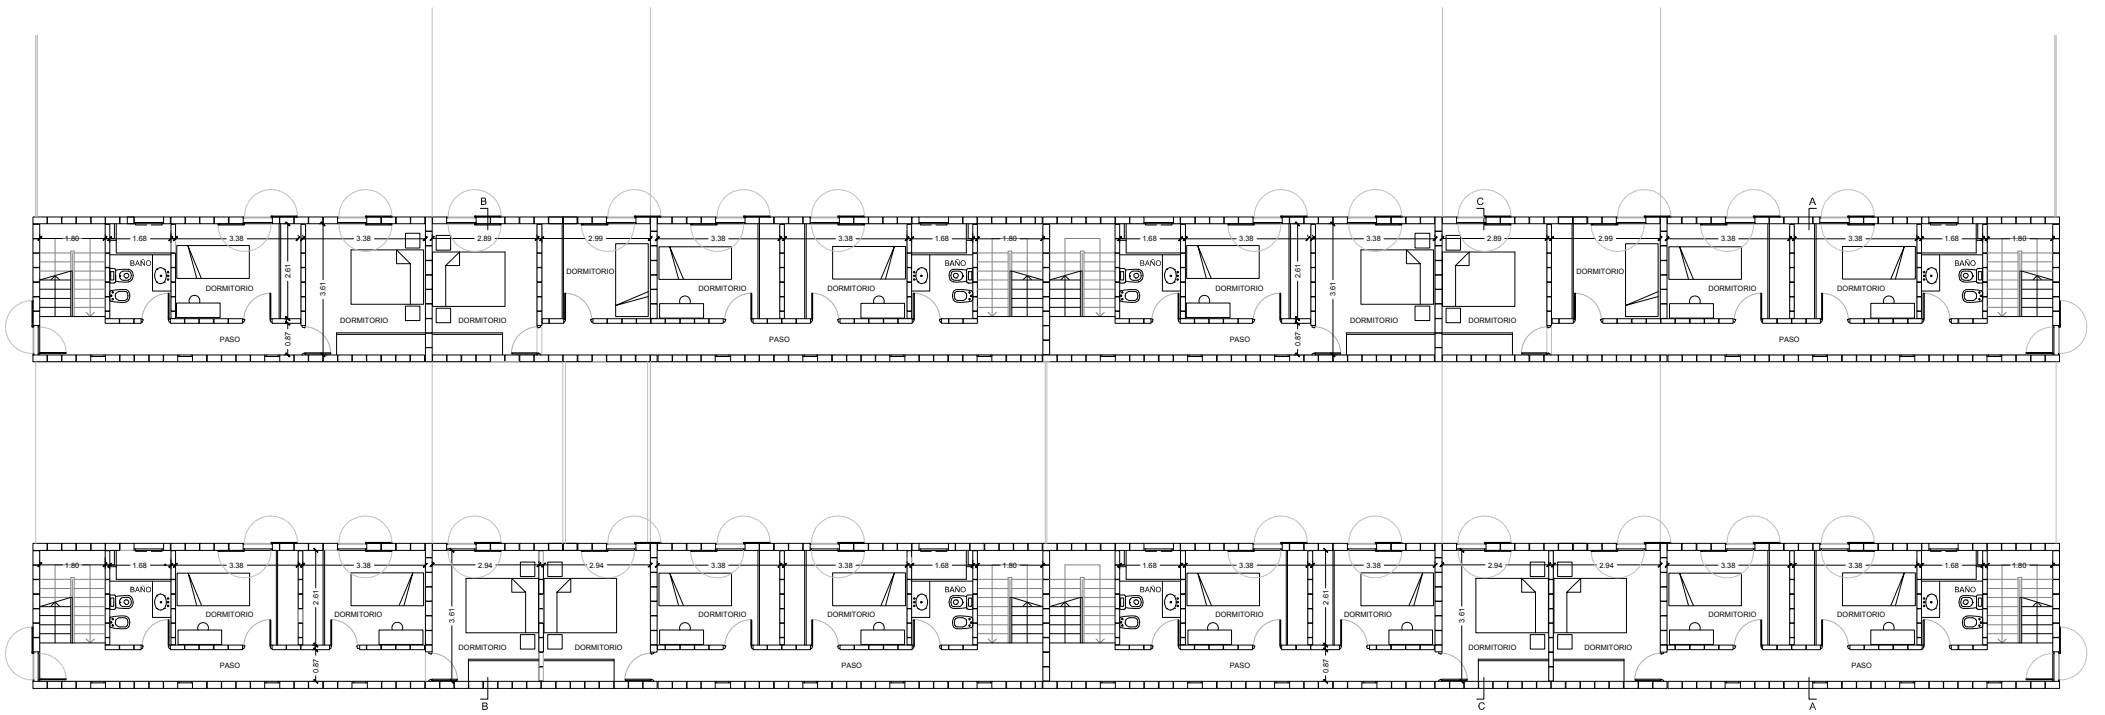 B
C
A
1.80
1.68
3.38
3.38
2.89
2.99
3.38
3.38
1.68
1.80
1.68
3.38
3.38
2.89
2.99
3.38
3.38
1.68
1.80
BAÑO
BAÑO
BAÑO
BAÑO
2.61
3.61
2.61
3.61
DORMITORIO
DORMITORIO
DORMITORIO
DORMITORIO
DORMITORIO
DORMITORIO
DORMITORIO
DORMITORIO
DORMITORIO
DORMITORIO
DORMITORIO
DORMITORIO
0.87
0.87
PASO
PASO
PASO
PASO
1.80
1.68
3.38
3.38
2.94
2.94
3.38
3.38
1.68
1.80
1.68
3.38
3.38
2.94
2.94
3.38
3.38
1.68
1.80
BAÑO
BAÑO
BAÑO
BAÑO
2.61
3.61
2.61
3.61
DORMITORIO
DORMITORIO
DORMITORIO
DORMITORIO
DORMITORIO
DORMITORIO
DORMITORIO
DORMITORIO
DORMITORIO
DORMITORIO
DORMITORIO
DORMITORIO
0.87
0.87
PASO
PASO
PASO
PASO
B
C
A